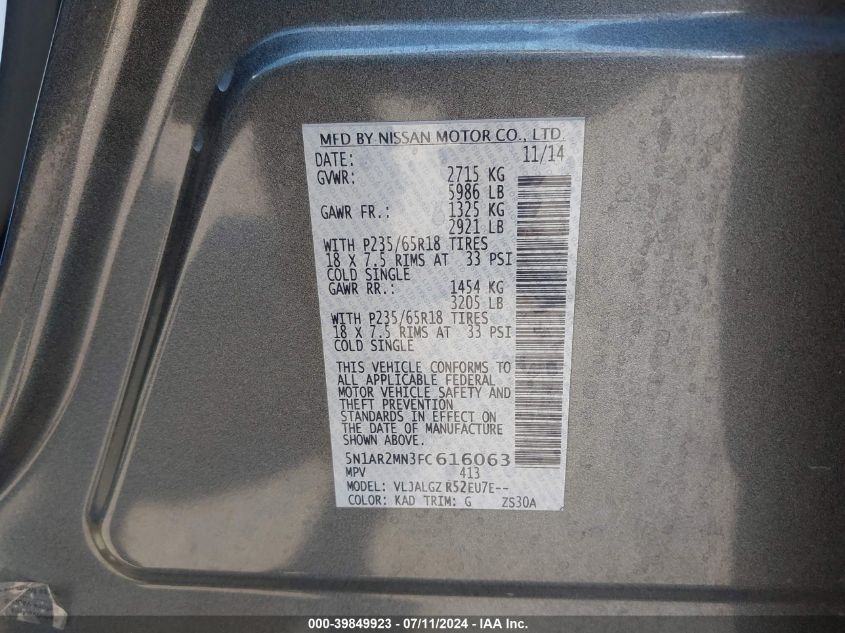 MFD BY NISSAN MOTOR CO., LTD.
DATE: 11/14
GVWR: 2715 KG
5986 LB
GAWR FR.: 1325 KG
2921 LB
WITH P235/65R18 TIRES
18 X 7.5 RIMS AT 33 PSI
COLD SINGLE
GAWR RR.: 1454 KG
3205 LB
WITH P235/65R18 TIRES
18 X 7.5 RIMS AT 33 PSI
COLD SINGLE
THIS VEHICLE CONFORMS TO
ALL APPLICABLE FEDERAL
MOTOR VEHICLE SAFETY AND
THEFT PREVENTION
STANDARDS IN EFFECT ON
THE DATE OF MANUFACTURE
SHOWN ABOVE.
5N1AR2MN3FC616063
MPV 413
MODEL: VLJALGZ R52EU7E--
COLOR: KAD TRIM: G ZS30A
000-39849923 - 07/11/2024 - IAA Inc.